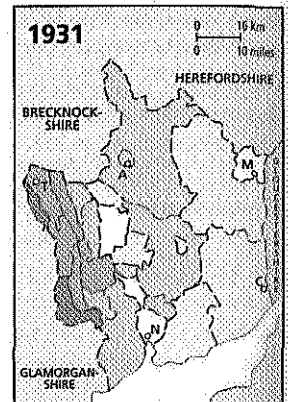 1931
0 16 Km
0 10 miles
HEREFORDSHIRE
BRECKNOCK-
SHIRE
A
M
T
N
GLAMORGAN-
SHIRE